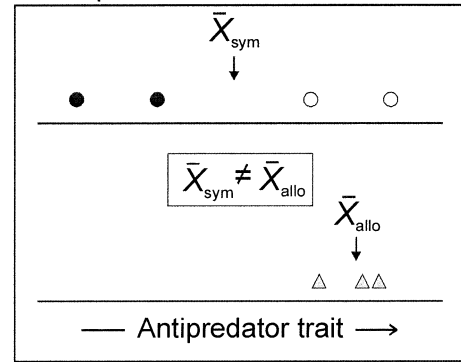 X̄sym
X̄sym ≠ X̄allo
X̄allo
Antipredator trait